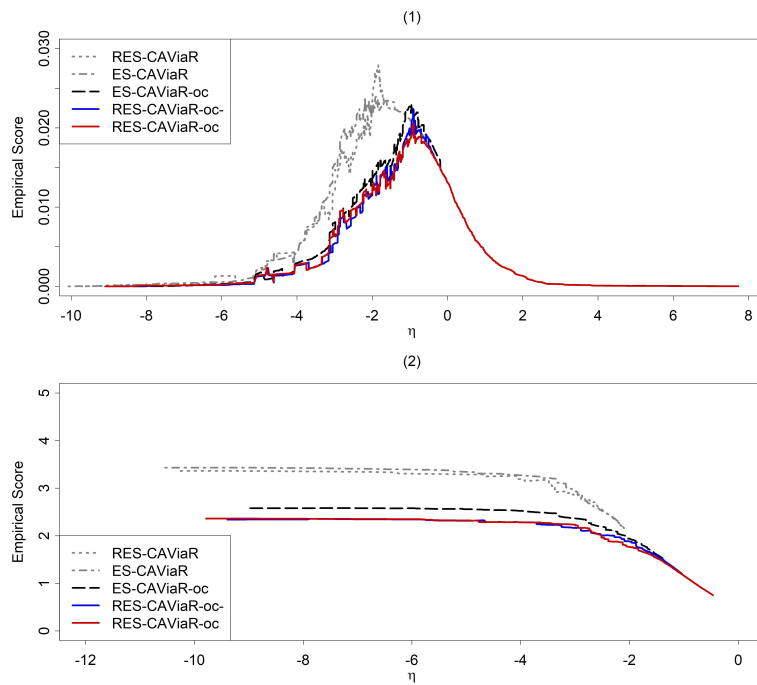 (1)
Empirical Score
0.030
0.020
0.010
0.000
RES-CAViaR
ES-CAViaR
ES-CAViaR-oc
RES-CAViaR-oc-
RES-CAViaR-oc
-10 -8 -6 -4 -2 0 2 4 6 8
η
(2)
Empirical Score
5
4
3
2
1
0
RES-CAViaR
ES-CAViaR
ES-CAViaR-oc
RES-CAViaR-oc-
RES-CAViaR-oc
-12 -10 -8 -6 -4 -2 0
η